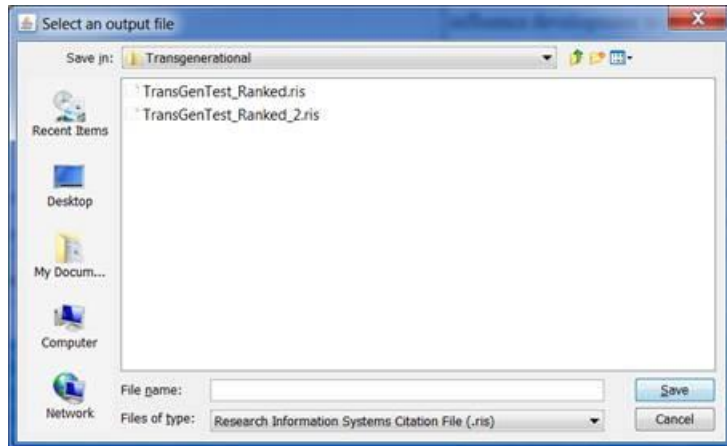 Select an output file
Save in: Transgenerational
TransGenTest_Ranked.ris
TransGenTest_Ranked_2.ris
Recent Items
Desktop
My Docum...
Computer
Network
File name:
Save
Files of type: Research Information Systems Citation File (.ris)
Cancel